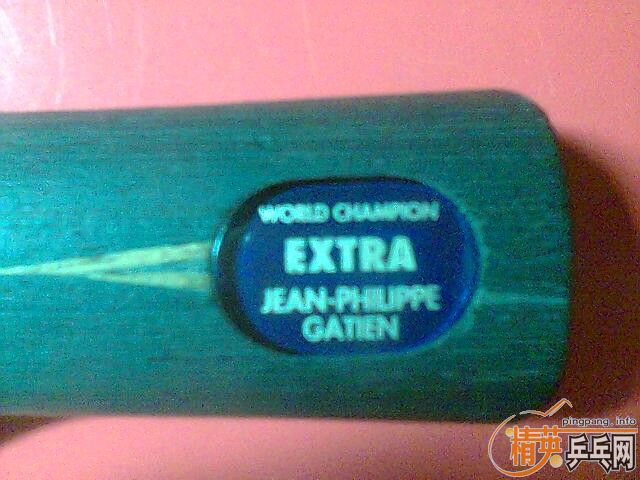 WORLD CHAMPION
EXTRA
JEAN-PHILIPPE
GATIEN
pingpang.info
精英乒乓网